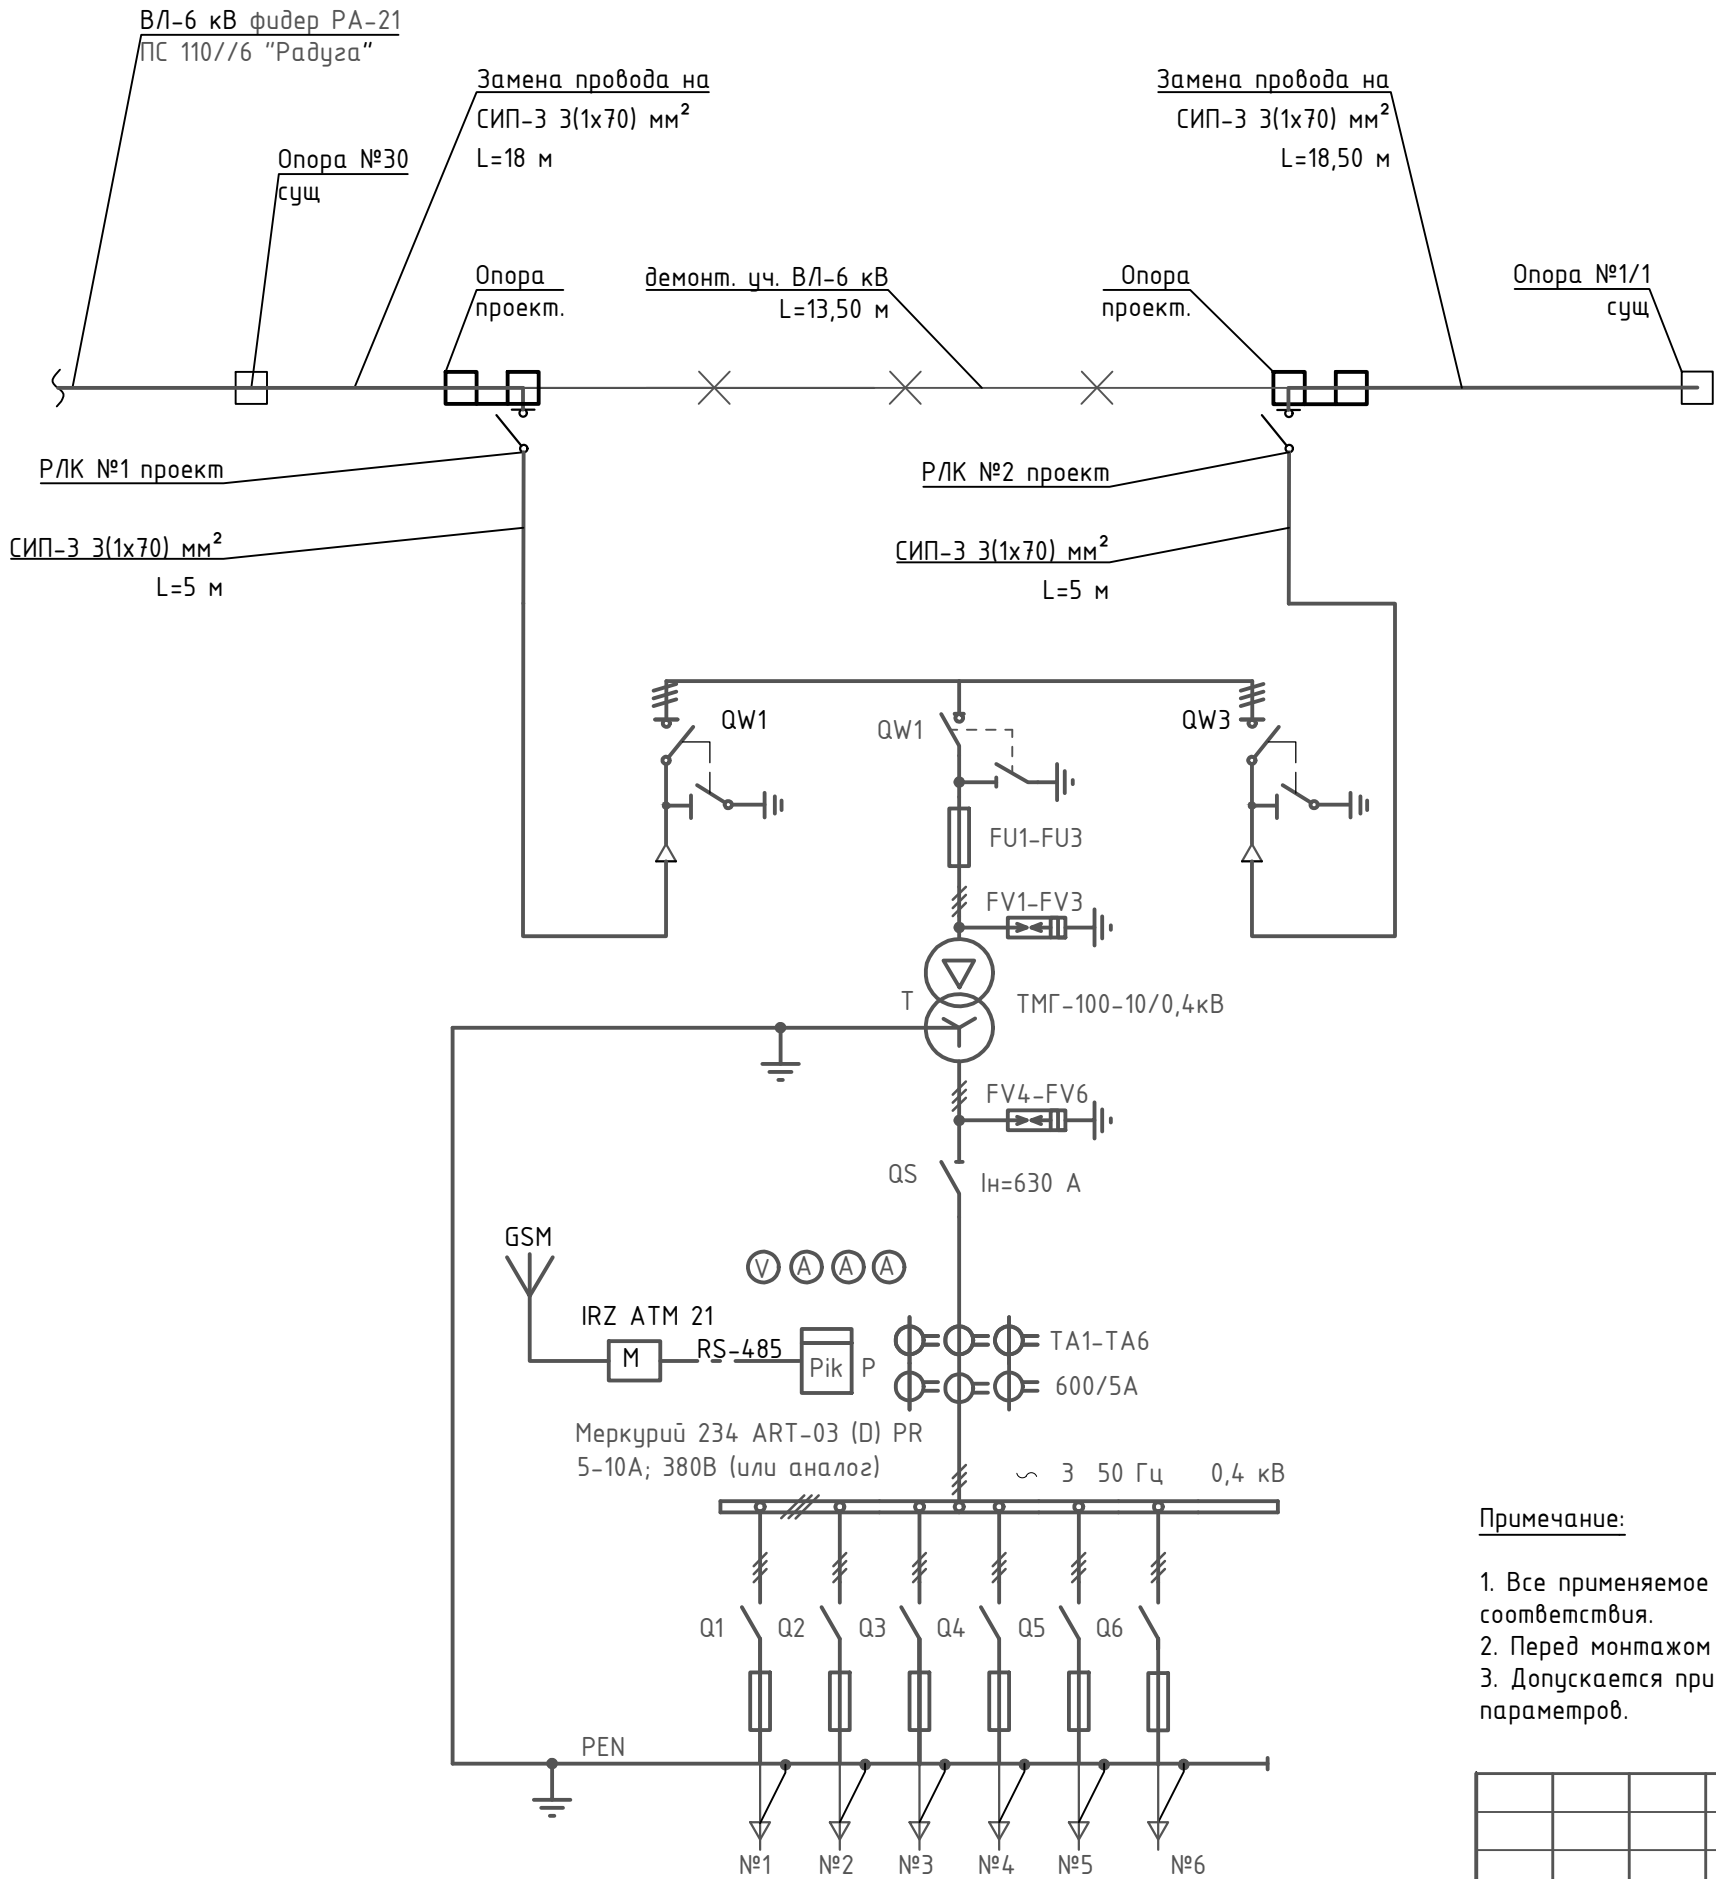 ВЛ-6 кВ фидер РА-21
ПС 110//6 "Радуга"
Замена провода на
СИП-3 3(1х70) мм²
L=18 м
Замена провода на
СИП-3 3(1х70) мм²
L=18,50 м
Опора №30
сущ
Опора
проект.
демонт. уч. ВЛ-6 кВ
L=13,50 м
Опора
проект.
Опора №1/1
сущ
РЛК №1 проект
РЛК №2 проект
СИП-3 3(1х70) мм²
L=5 м
СИП-3 3(1х70) мм²
L=5 м
QW1
QW1
QW3
FU1-FU3
FV1-FV3
Т
ТМГ-100-10/0,4кВ
FV4-FV6
QS
Iн=630 А
GSM
V A A A
IRZ ATM 21
M
RS-485
Pik
P
TA1-TA6
600/5А
Меркурий 234 ART-03 (D) PR
5-10А; 380В (или аналог)
~ 3 50 Гц 0,4 кВ
Q1 Q2 Q3 Q4 Q5 Q6
PEN
№1 №2 №3 №4 №5 №6
Примечание:
1. Все применяемое
соответствия.
2. Перед монтажом
3. Допускается при
параметров.